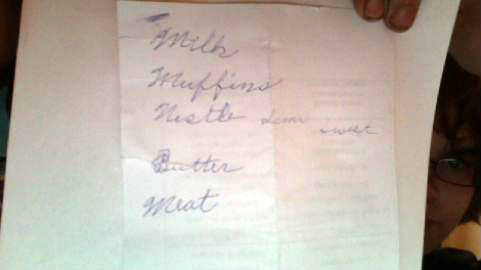 Milk
Muffins
Nestle
Butter
Meat